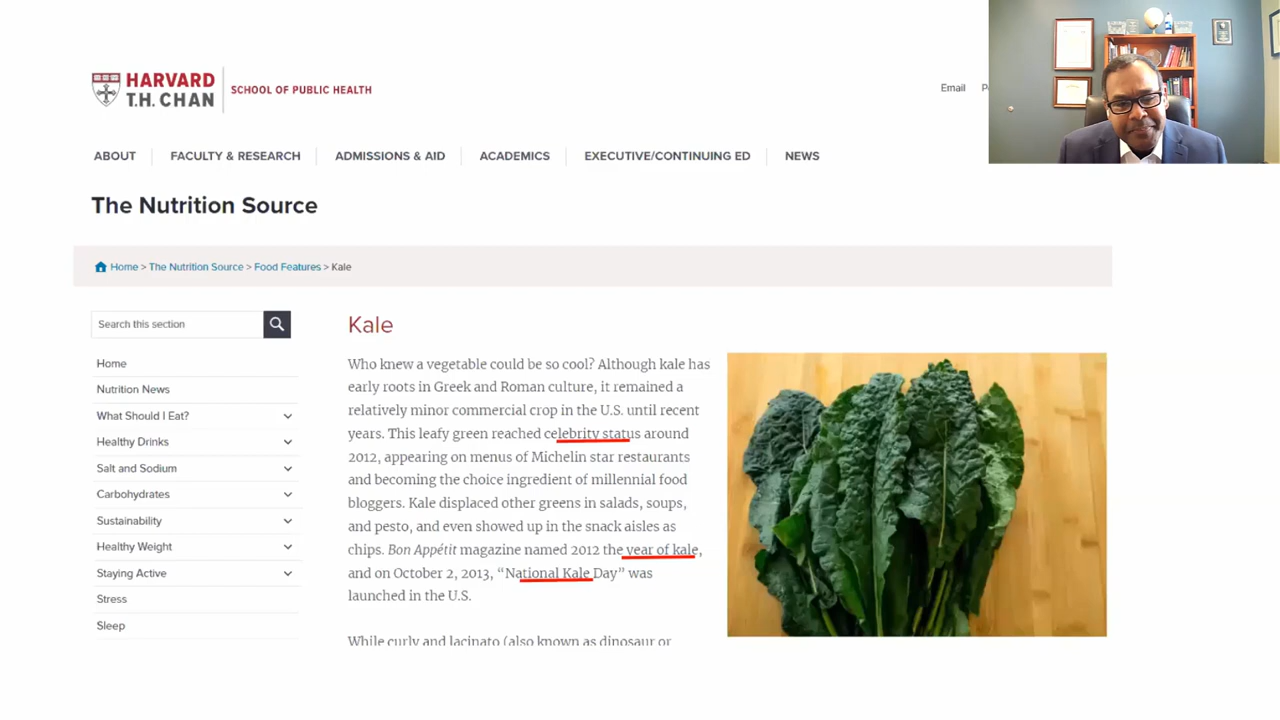 HARVARD
T.H. CHAN
SCHOOL OF PUBLIC HEALTH
Email
ABOUT
FACULTY & RESEARCH
ADMISSIONS & AID
ACADEMICS
EXECUTIVE/CONTINUING ED
NEWS
The Nutrition Source
Home > The Nutrition Source > Food Features > Kale
Search this section
Home
Nutrition News
What Should I Eat?
Healthy Drinks
Salt and Sodium
Carbohydrates
Sustainability
Healthy Weight
Staying Active
Stress
Sleep
Kale
Who knew a vegetable could be so cool? Although kale has
early roots in Greek and Roman culture, it remained a
relatively minor commercial crop in the U.S. until recent
years. This leafy green reached celebrity status around
2012, appearing on menus of Michelin star restaurants
and becoming the choice ingredient of millennial food
bloggers. Kale displaced other greens in salads, soups,
and pesto, and even showed up in the snack aisles as
chips. Bon Appétit magazine named 2012 the year of kale,
and on October 2, 2013, “National Kale Day” was
launched in the U.S.
While curly and lacinato (also known as dinosaur or